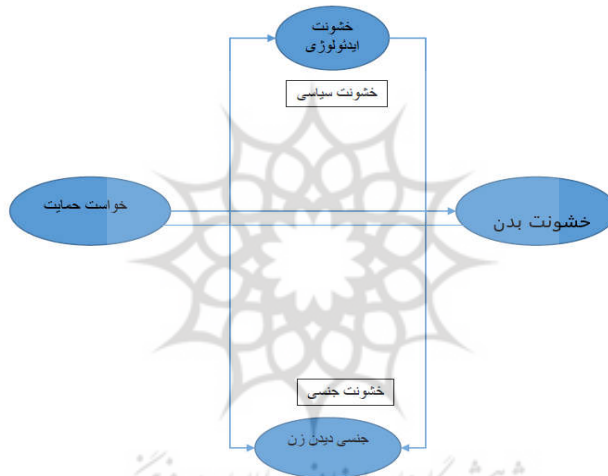 خشونت
ایدئولوژی
خشونت سیاسی
خواست حمایت
خشونت بدن
خشونت جنسی
جنسی دیدن زن